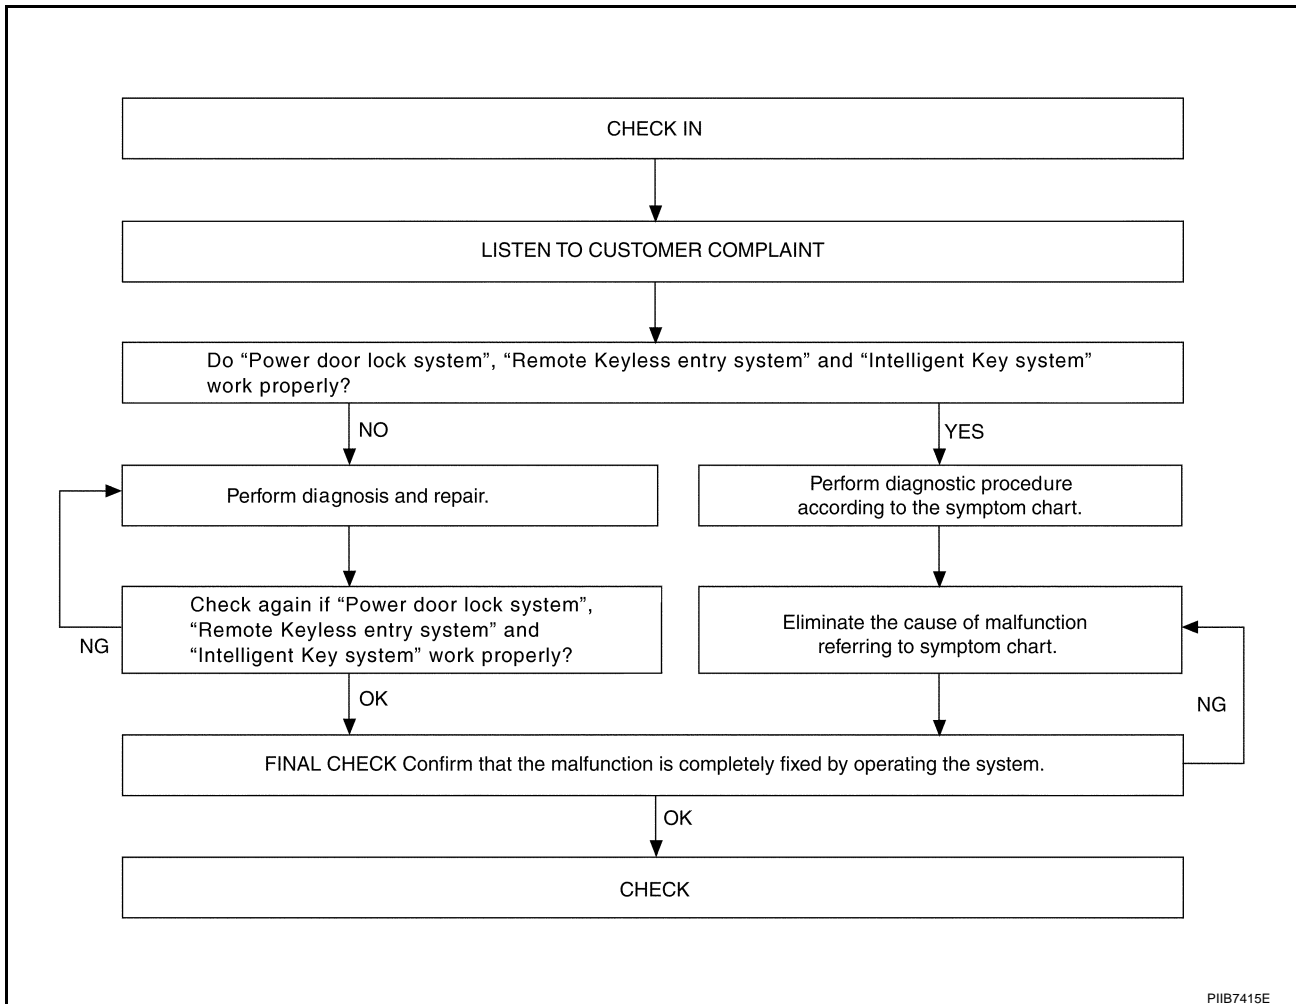 CHECK IN
LISTEN TO CUSTOMER COMPLAINT
Do “Power door lock system”, “Remote Keyless entry system” and “Intelligent Key system”
work properly?
NO
YES
Perform diagnosis and repair.
Perform diagnostic procedure
according to the symptom chart.
Check again if “Power door lock system”,
“Remote Keyless entry system” and
“Intelligent Key system” work properly?
NG
Eliminate the cause of malfunction
referring to symptom chart.
OK
NG
FINAL CHECK Confirm that the malfunction is completely fixed by operating the system.
OK
CHECK
PIIB7415E